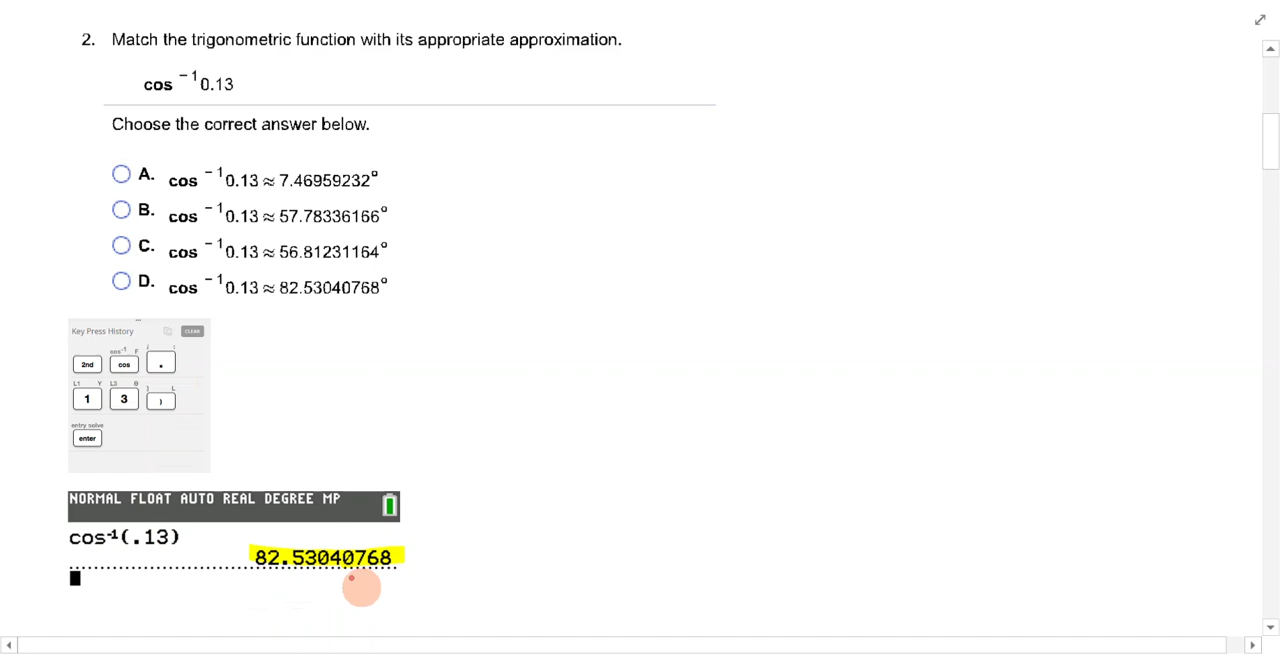 2. Match the trigonometric function with its appropriate approximation.
cos ⁻¹0.13
Choose the correct answer below.
A. cos ⁻¹0.13 ≈ 7.46959232°
B. cos ⁻¹0.13 ≈ 57.78336166°
C. cos ⁻¹0.13 ≈ 56.81231164°
D. cos ⁻¹0.13 ≈ 82.53040768°
Key Press History CLEAR
cos⁻¹ F i :
2nd cos .
L1 Y L3 θ } L
1 3 )
entry solve
enter
NORMAL FLOAT AUTO REAL DEGREE MP
cos⁻¹(.13)
82.53040768